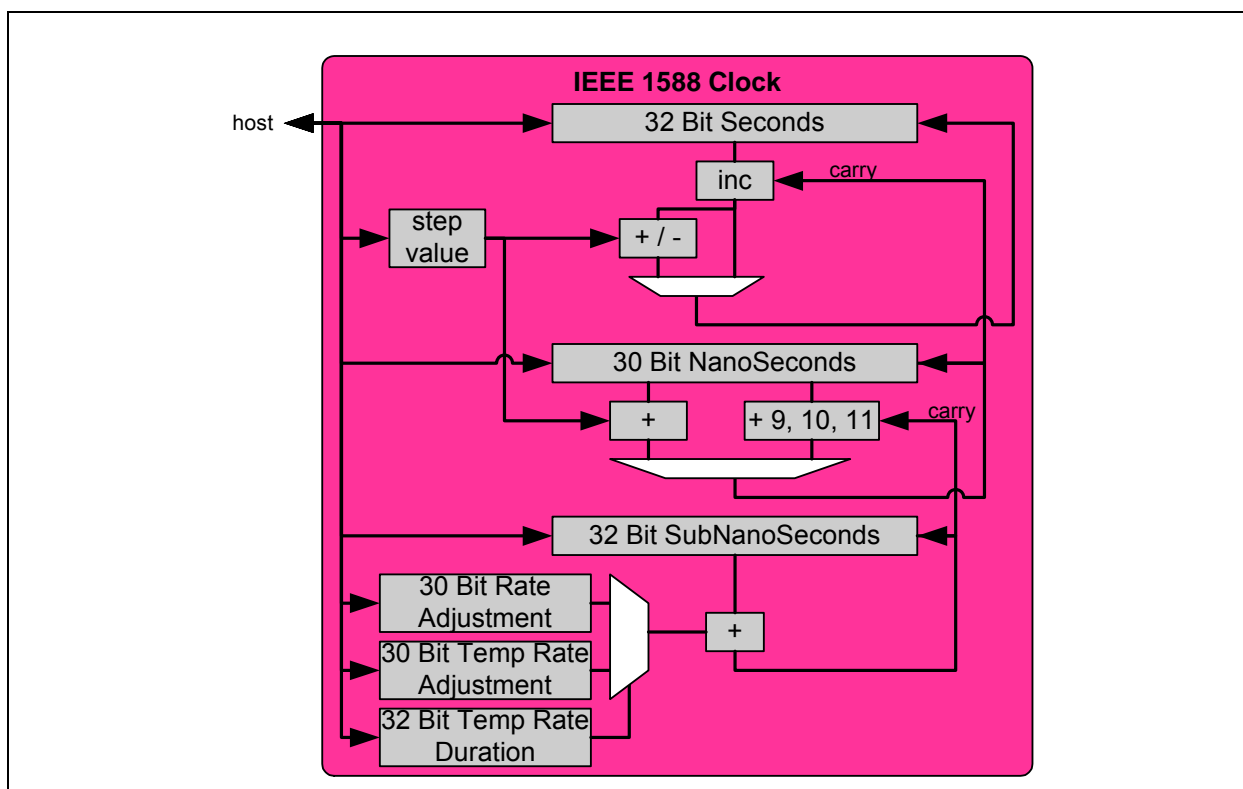 IEEE 1588 Clock
host
32 Bit Seconds
inc
carry
step
value
+ / -
30 Bit NanoSeconds
+
+ 9, 10, 11
carry
32 Bit SubNanoSeconds
30 Bit Rate
Adjustment
+
30 Bit Temp Rate
Adjustment
32 Bit Temp Rate
Duration